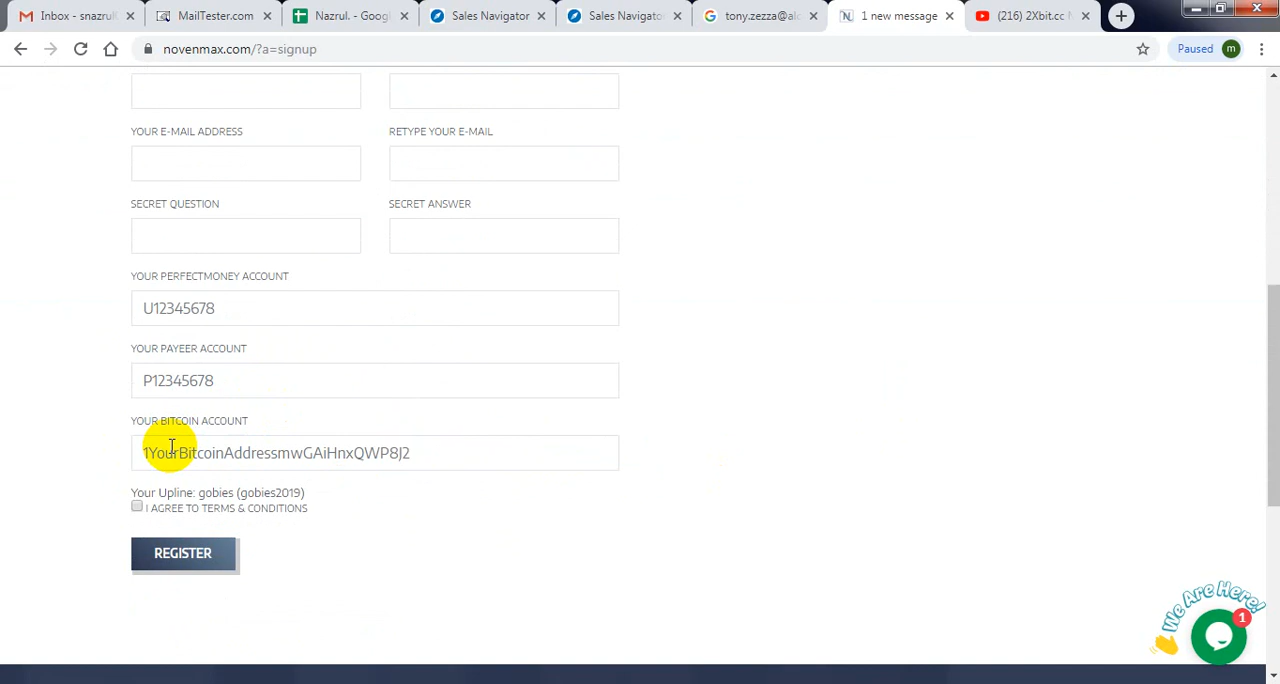 Inbox - snazrul
MailTester.com
Nazrul. - Googl
Sales Navigator
Sales Navigato
tony.zezza@alc
1 new message
(216) 2Xbit.cc
novenmax.com/?a=signup
Paused
m
YOUR E-MAIL ADDRESS
RETYPE YOUR E-MAIL
SECRET QUESTION
SECRET ANSWER
YOUR PERFECTMONEY ACCOUNT
U12345678
YOUR PAYEER ACCOUNT
P12345678
YOUR BITCOIN ACCOUNT
1YourBitcoinAddressmwGAiHnxQWP8J2
Your Upline: gobies (gobies2019)
I AGREE TO TERMS & CONDITIONS
REGISTER
We Are Here!
1